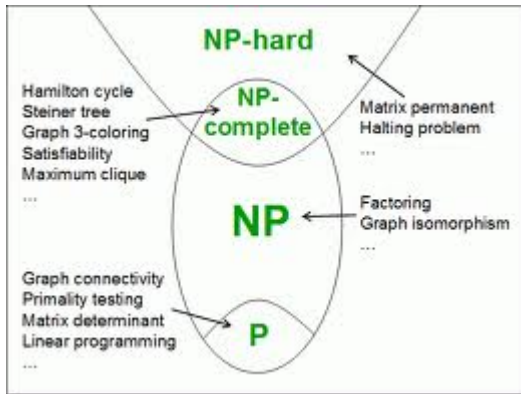 NP-hard
Hamilton cycle
Steiner tree
Graph 3-coloring
Satisfiability
Maximum clique
...
NP-
complete
Matrix permanent
Halting problem
...
NP
Factoring
Graph isomorphism
...
Graph connectivity
Primality testing
Matrix determinant
Linear programming
...
P